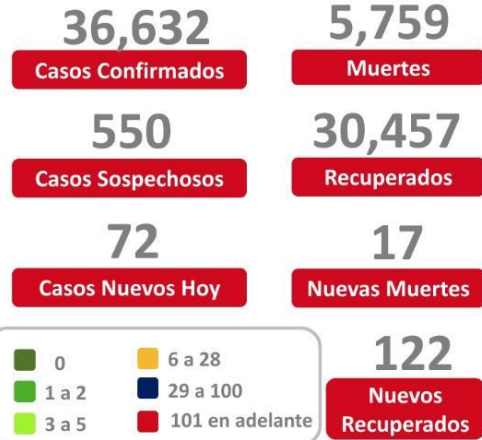 36,632
Casos Confirmados
5,759
Muertes
550
Casos Sospechosos
30,457
Recuperados
72
Casos Nuevos Hoy
17
Nuevas Muertes
0
1 a 2
3 a 5
6 a 28
29 a 100
101 en adelante
122
Nuevos
Recuperados